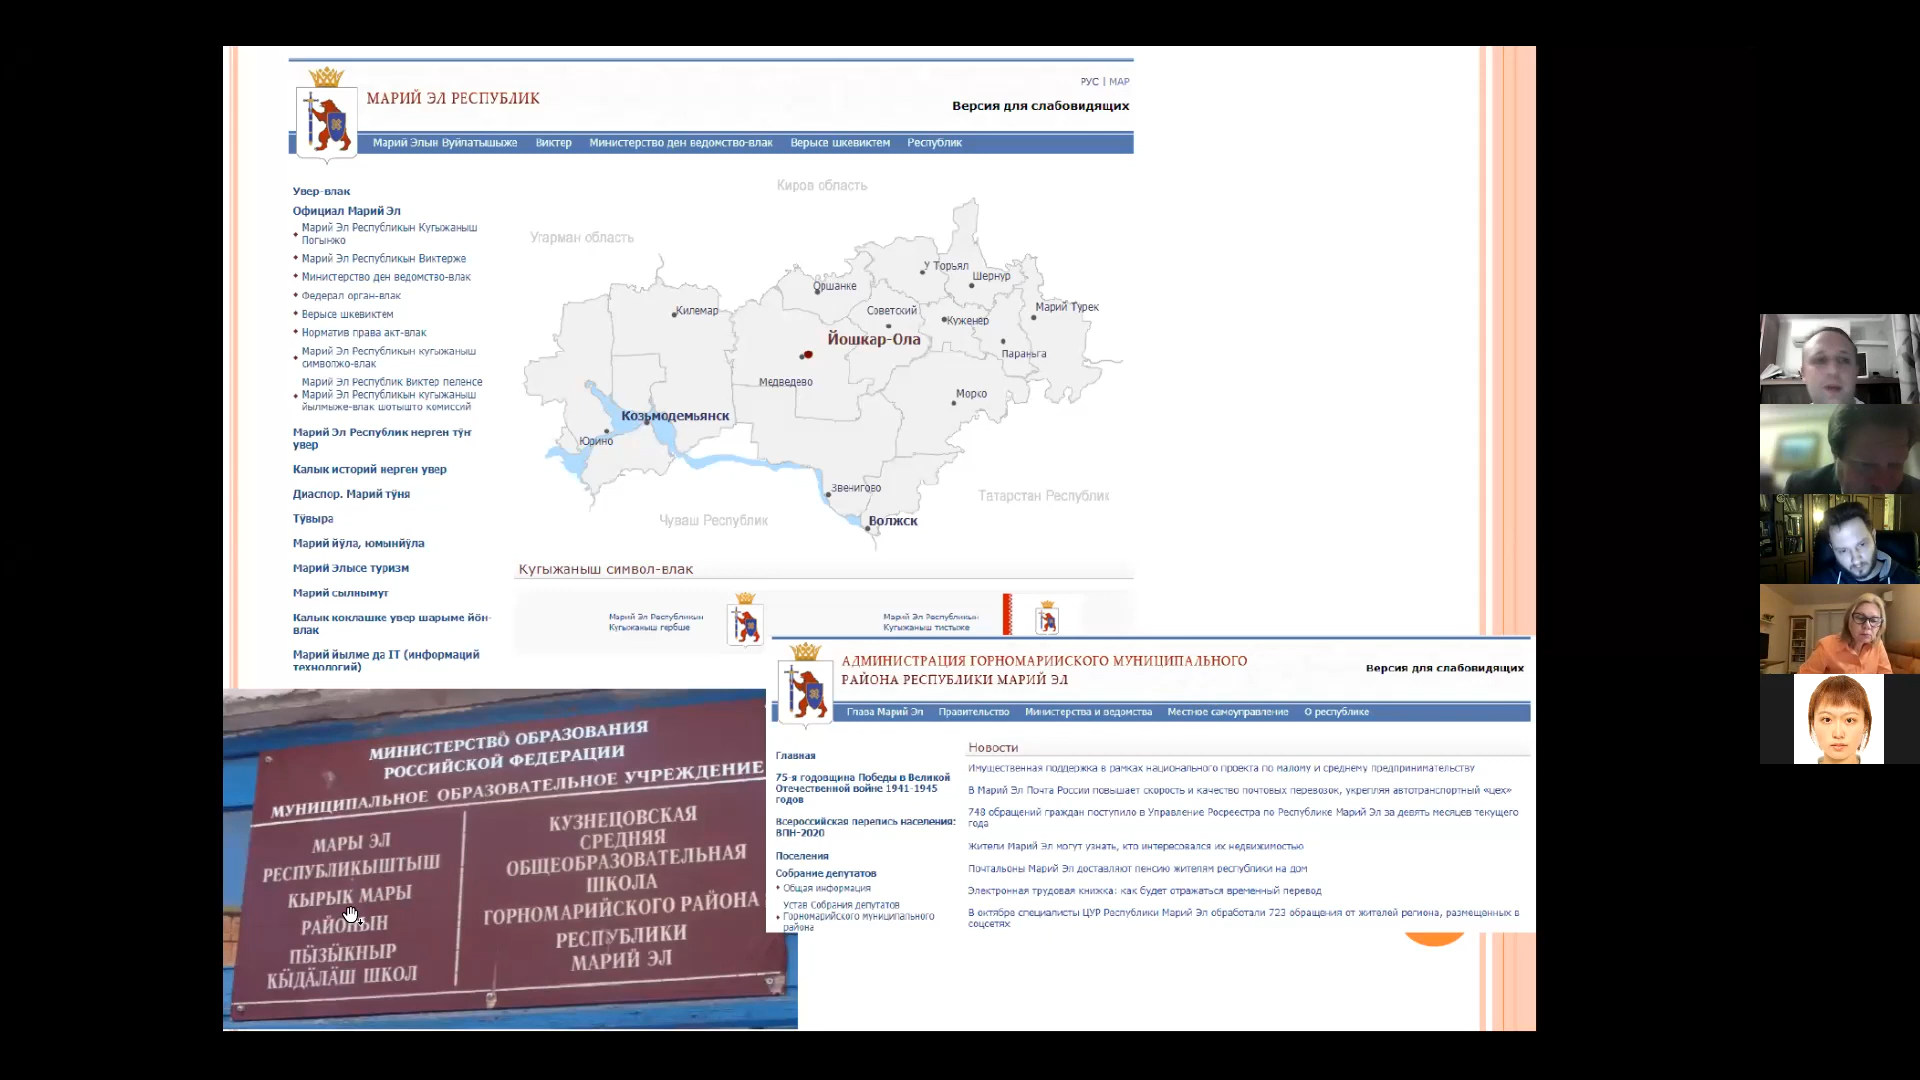 МАРИЙ ЭЛ РЕСПУБЛИК
РУС | МАР
Версия для слабовидящих
Марий Элын Вуйлатышыже Виктер Министерство ден ведомство-влак Верысе шкевиктем Республик
Увер-влак
Официал Марий Эл
Марий Эл Республикын Кугыжаныш
Погынжо
Марий Эл Республикын Виктерже
Министерство ден ведомство-влак
Федерал орган-влак
Верысе шкевиктем
Норматив права акт-влак
Марий Эл Республикын кугыжаныш
символжо-влак
Марий Эл Республик Виктер пеленсе
Марий Эл Республикын кугыжаныш
йылмыже-влак шотышто комиссий
Марий Эл Республик нерген тӱҥ
увер
Калык историй нерген увер
Диаспор. Марий тӱня
Тӱвыра
Марий йӱла, юмынйӱла
Марий Элысе туризм
Марий сылнымут
Калык коклашке увер шарыме йӧн-
влак
Марий йылме да IT (информаций
технологий)
Киров область
Угарман область
У Торъял
Шернур
Оршанке
Килемар
Советский
Марий Турек
Куженер
Йошкар-Ола
Параньга
Медведево
Морко
Козьмодемьянск
Юрино
Звенигово
Татарстан Республик
Чуваш Республик
Волжск
Кугыжаныш символ-влак
Марий Эл Республикын
Кугыжаныш гербше
Марий Эл Республикын
Кугыжаныш тистыже
МИНИСТЕРСТВО ОБРАЗОВАНИЯ
РОССИЙСКОЙ ФЕДЕРАЦИИ
МУНИЦИПАЛЬНОЕ ОБРАЗОВАТЕЛЬНОЕ УЧРЕЖДЕНИЕ
МАРЫ ЭЛ
РЕСПУБЛИКЫШТЫШ
КЫРЫК МАРЫ
РАЙОНЫН
ПӸЗӸКНЫР
КӸДӒЛӒШ ШКОЛ
КУЗНЕЦОВСКАЯ
СРЕДНЯЯ
ОБЩЕОБРАЗОВАТЕЛЬНАЯ
ШКОЛА
ГОРНОМАРИЙСКОГО РАЙОНА
РЕСПУБЛИКИ
МАРИЙ ЭЛ
АДМИНИСТРАЦИЯ ГОРНОМАРИЙСКОГО МУНИЦИПАЛЬНОГО
РАЙОНА РЕСПУБЛИКИ МАРИЙ ЭЛ
Версия для слабовидящих
Глава Марий Эл Правительство Министерства и ведомства Местное самоуправление О республике
Главная
75-я годовщина Победы в Великой
Отечественной войне 1941-1945
годов
Всероссийская перепись населения:
ВПН-2020
Поселения
Собрание депутатов
Общая информация
Устав Собрания депутатов
Горномарийского муниципального
района
Новости
Имущественная поддержка в рамках национального проекта по малому и среднему предпринимательству
В Марий Эл Почта России повышает скорость и качество почтовых перевозок, укрепляя автотранспортный «цех»
748 обращений граждан поступило в Управление Росреестра по Республике Марий Эл за девять месяцев текущего
года
Жители Марий Эл могут узнать, кто интересовался их недвижимостью
Почтальоны Марий Эл доставляют пенсию жителям республики на дом
Электронная трудовая книжка: как будет отражаться временный перевод
В октябре специалисты ЦУР Республики Марий Эл обработали 723 обращения от жителей региона, размещенных в
соцсетях